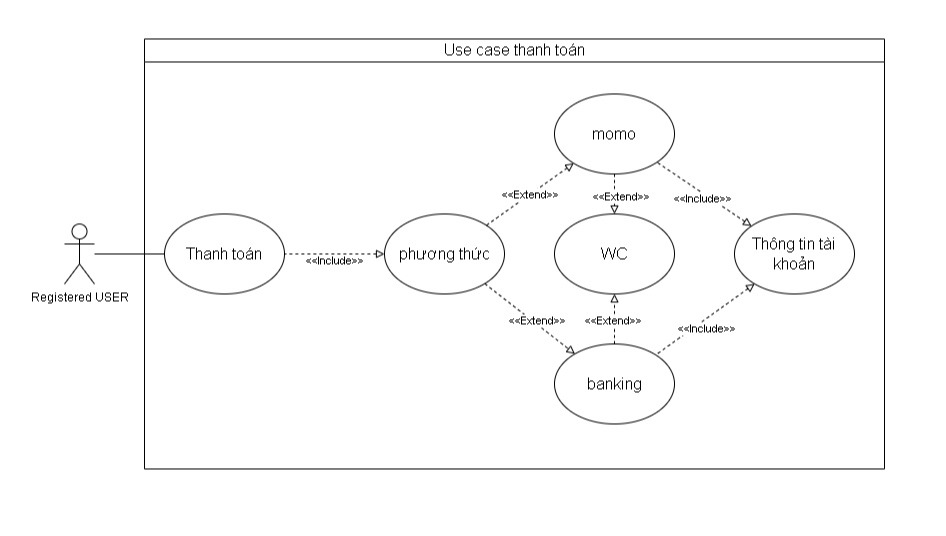 Use case thanh toán
momo
<<Extend>>
<<Extend>>
<<Include>>
Thanh toán
<<Include>>
phương thức
WC
Thông tin tài
khoản
Registered USER
<<Extend>>
<<Extend>>
<<Include>>
banking